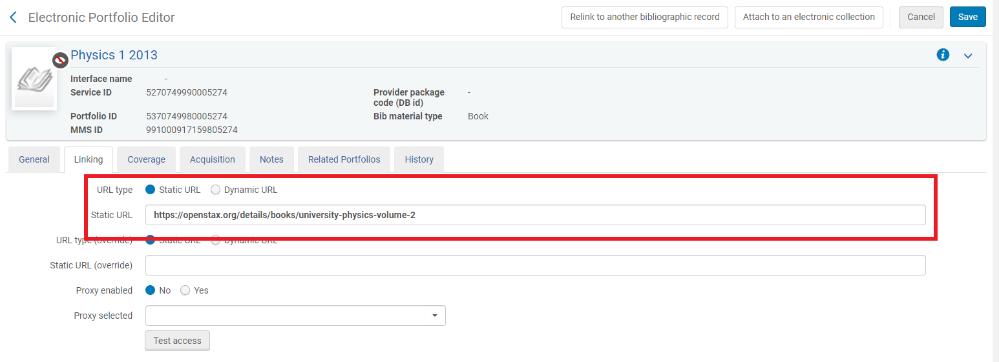 Electronic Portfolio Editor Relink to another bibliographic record Attach to an electronic collection Cancel Save
Physics 1 2013
Interface name -
Service ID 5270749990005274 Provider package code (DB id) -
Portfolio ID 5370749980005274 Bib material type Book
MMS ID 991000917159805274
General Linking Coverage Acquisition Notes Related Portfolios History
URL type Static URL Dynamic URL
Static URL https://openstax.org/details/books/university-physics-volume-2
URL type (override) Static URL Dynamic URL
Static URL (override)
Proxy enabled No Yes
Proxy selected
Test access